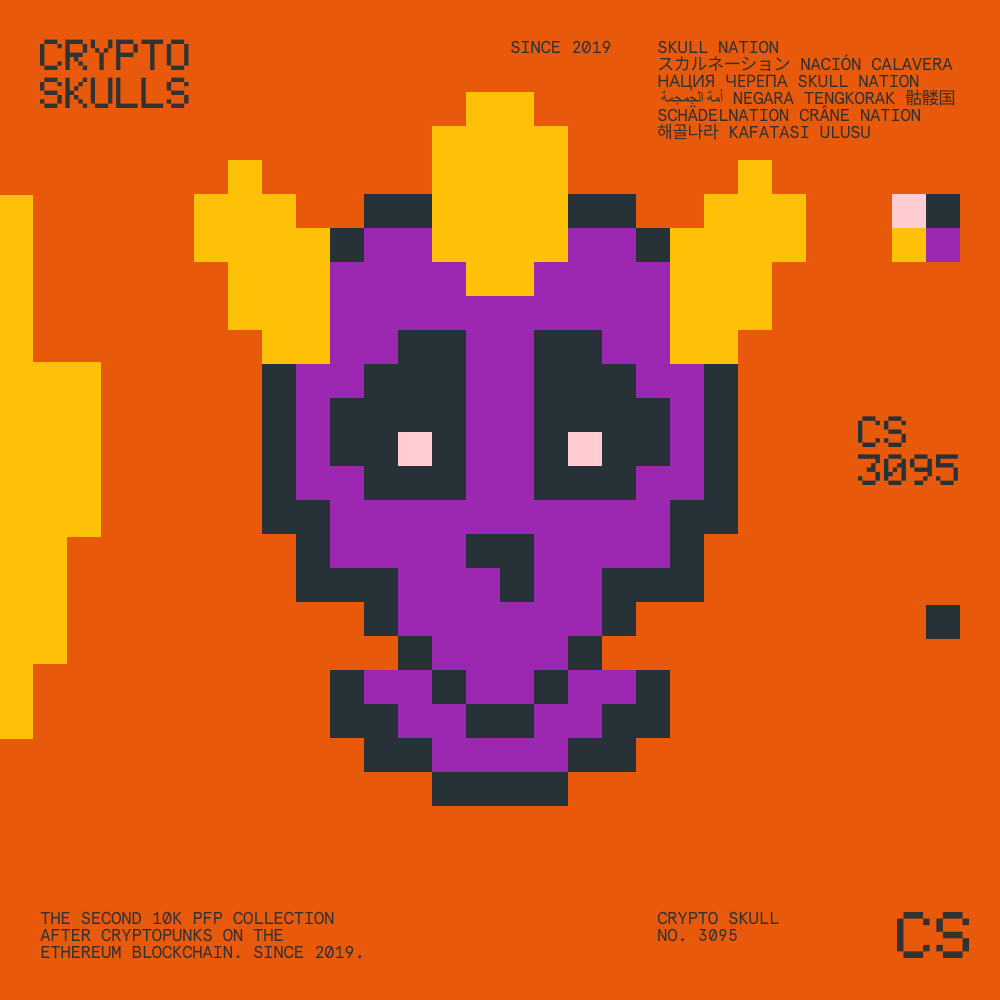 CRYPTO
SKULLS
SINCE 2019
SKULL NATION
スカルネーション NACIÓN CALAVERA
НАЦИЯ ЧЕРЕПА SKULL NATION
أمة الجمجمة NEGARA TENGKORAK 骷髅国
SCHÄDELNATION CRÂNE NATION
해골나라 KAFATASI ULUSU
CS
3095
THE SECOND 10K PFP COLLECTION
AFTER CRYPTOPUNKS ON THE
ETHEREUM BLOCKCHAIN. SINCE 2019.
CRYPTO SKULL
NO. 3095
CS